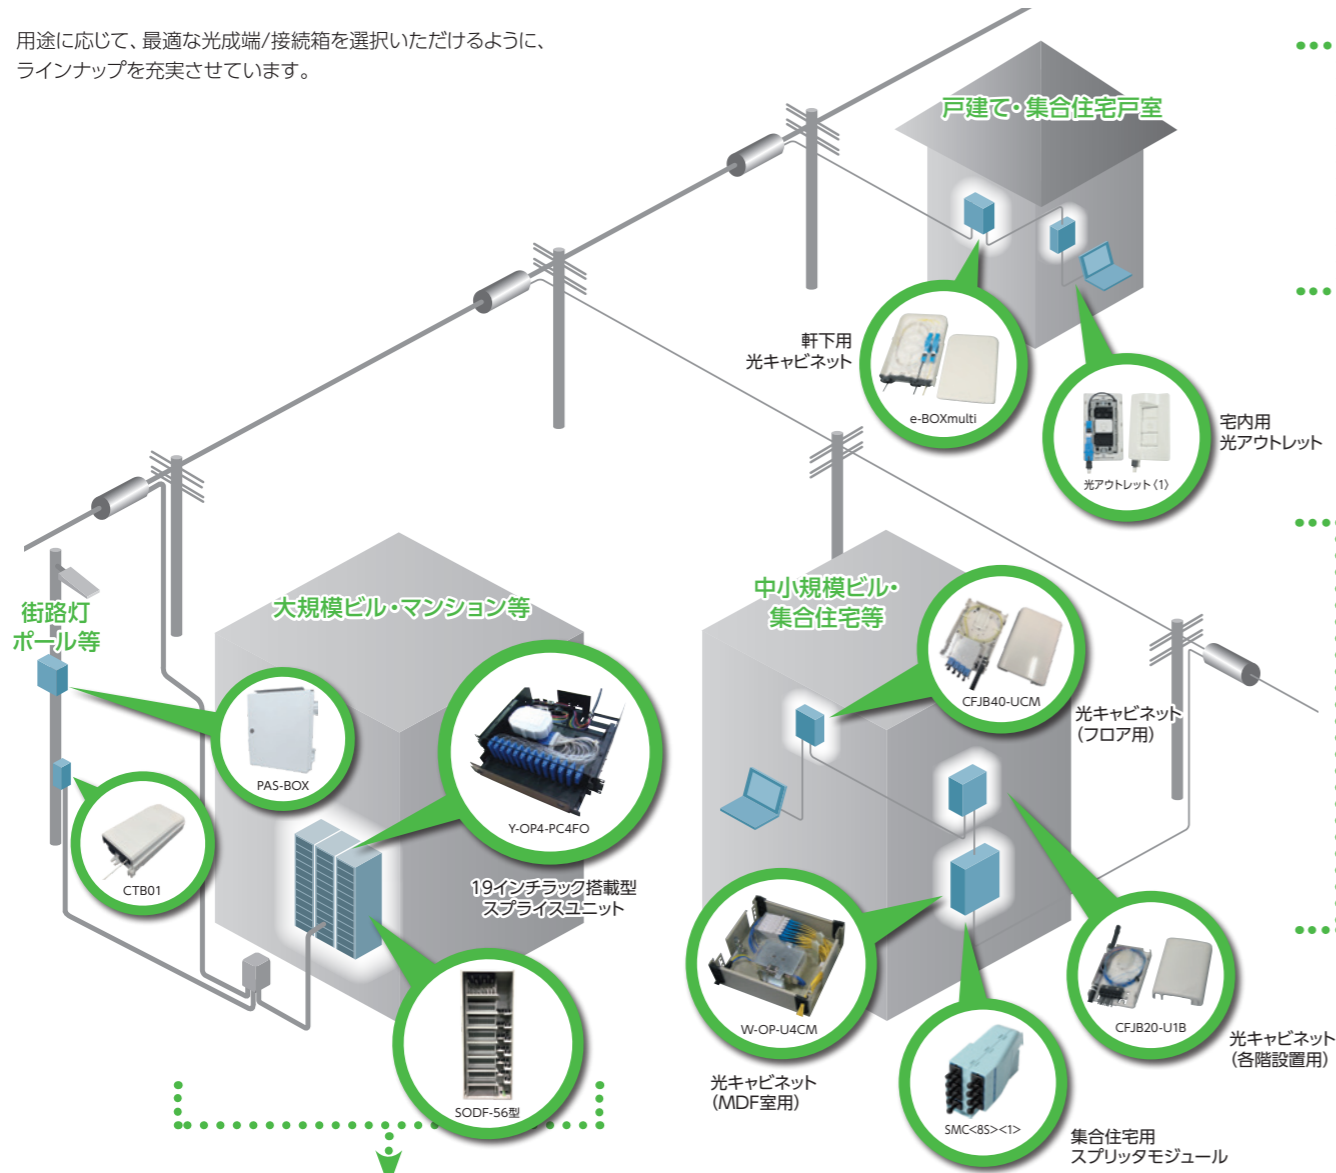 用途に応じて、最適な光成端/接続箱を選択いただけるように、
ラインナップを充実させています。
戸建て・集合住宅戸室
軒下用
光キャビネット
e-BOXmulti
宅内用
光アウトレット
光アウトレット〈1〉
街路灯
ポール等
大規模ビル・マンション等
PAS-BOX
CTB01
Y-OP4-PC4FO
19インチラック搭載型
スプライスユニット
SODF-56型
中小規模ビル・
集合住宅等
CFJB40-UCM
光キャビネット
(フロア用)
W-OP-U4CM
光キャビネット
(MDF室用)
CFJB20-U1B
光キャビネット
(各階設置用)
SMC<8S><1>
集合住宅用
スプリッタモジュール